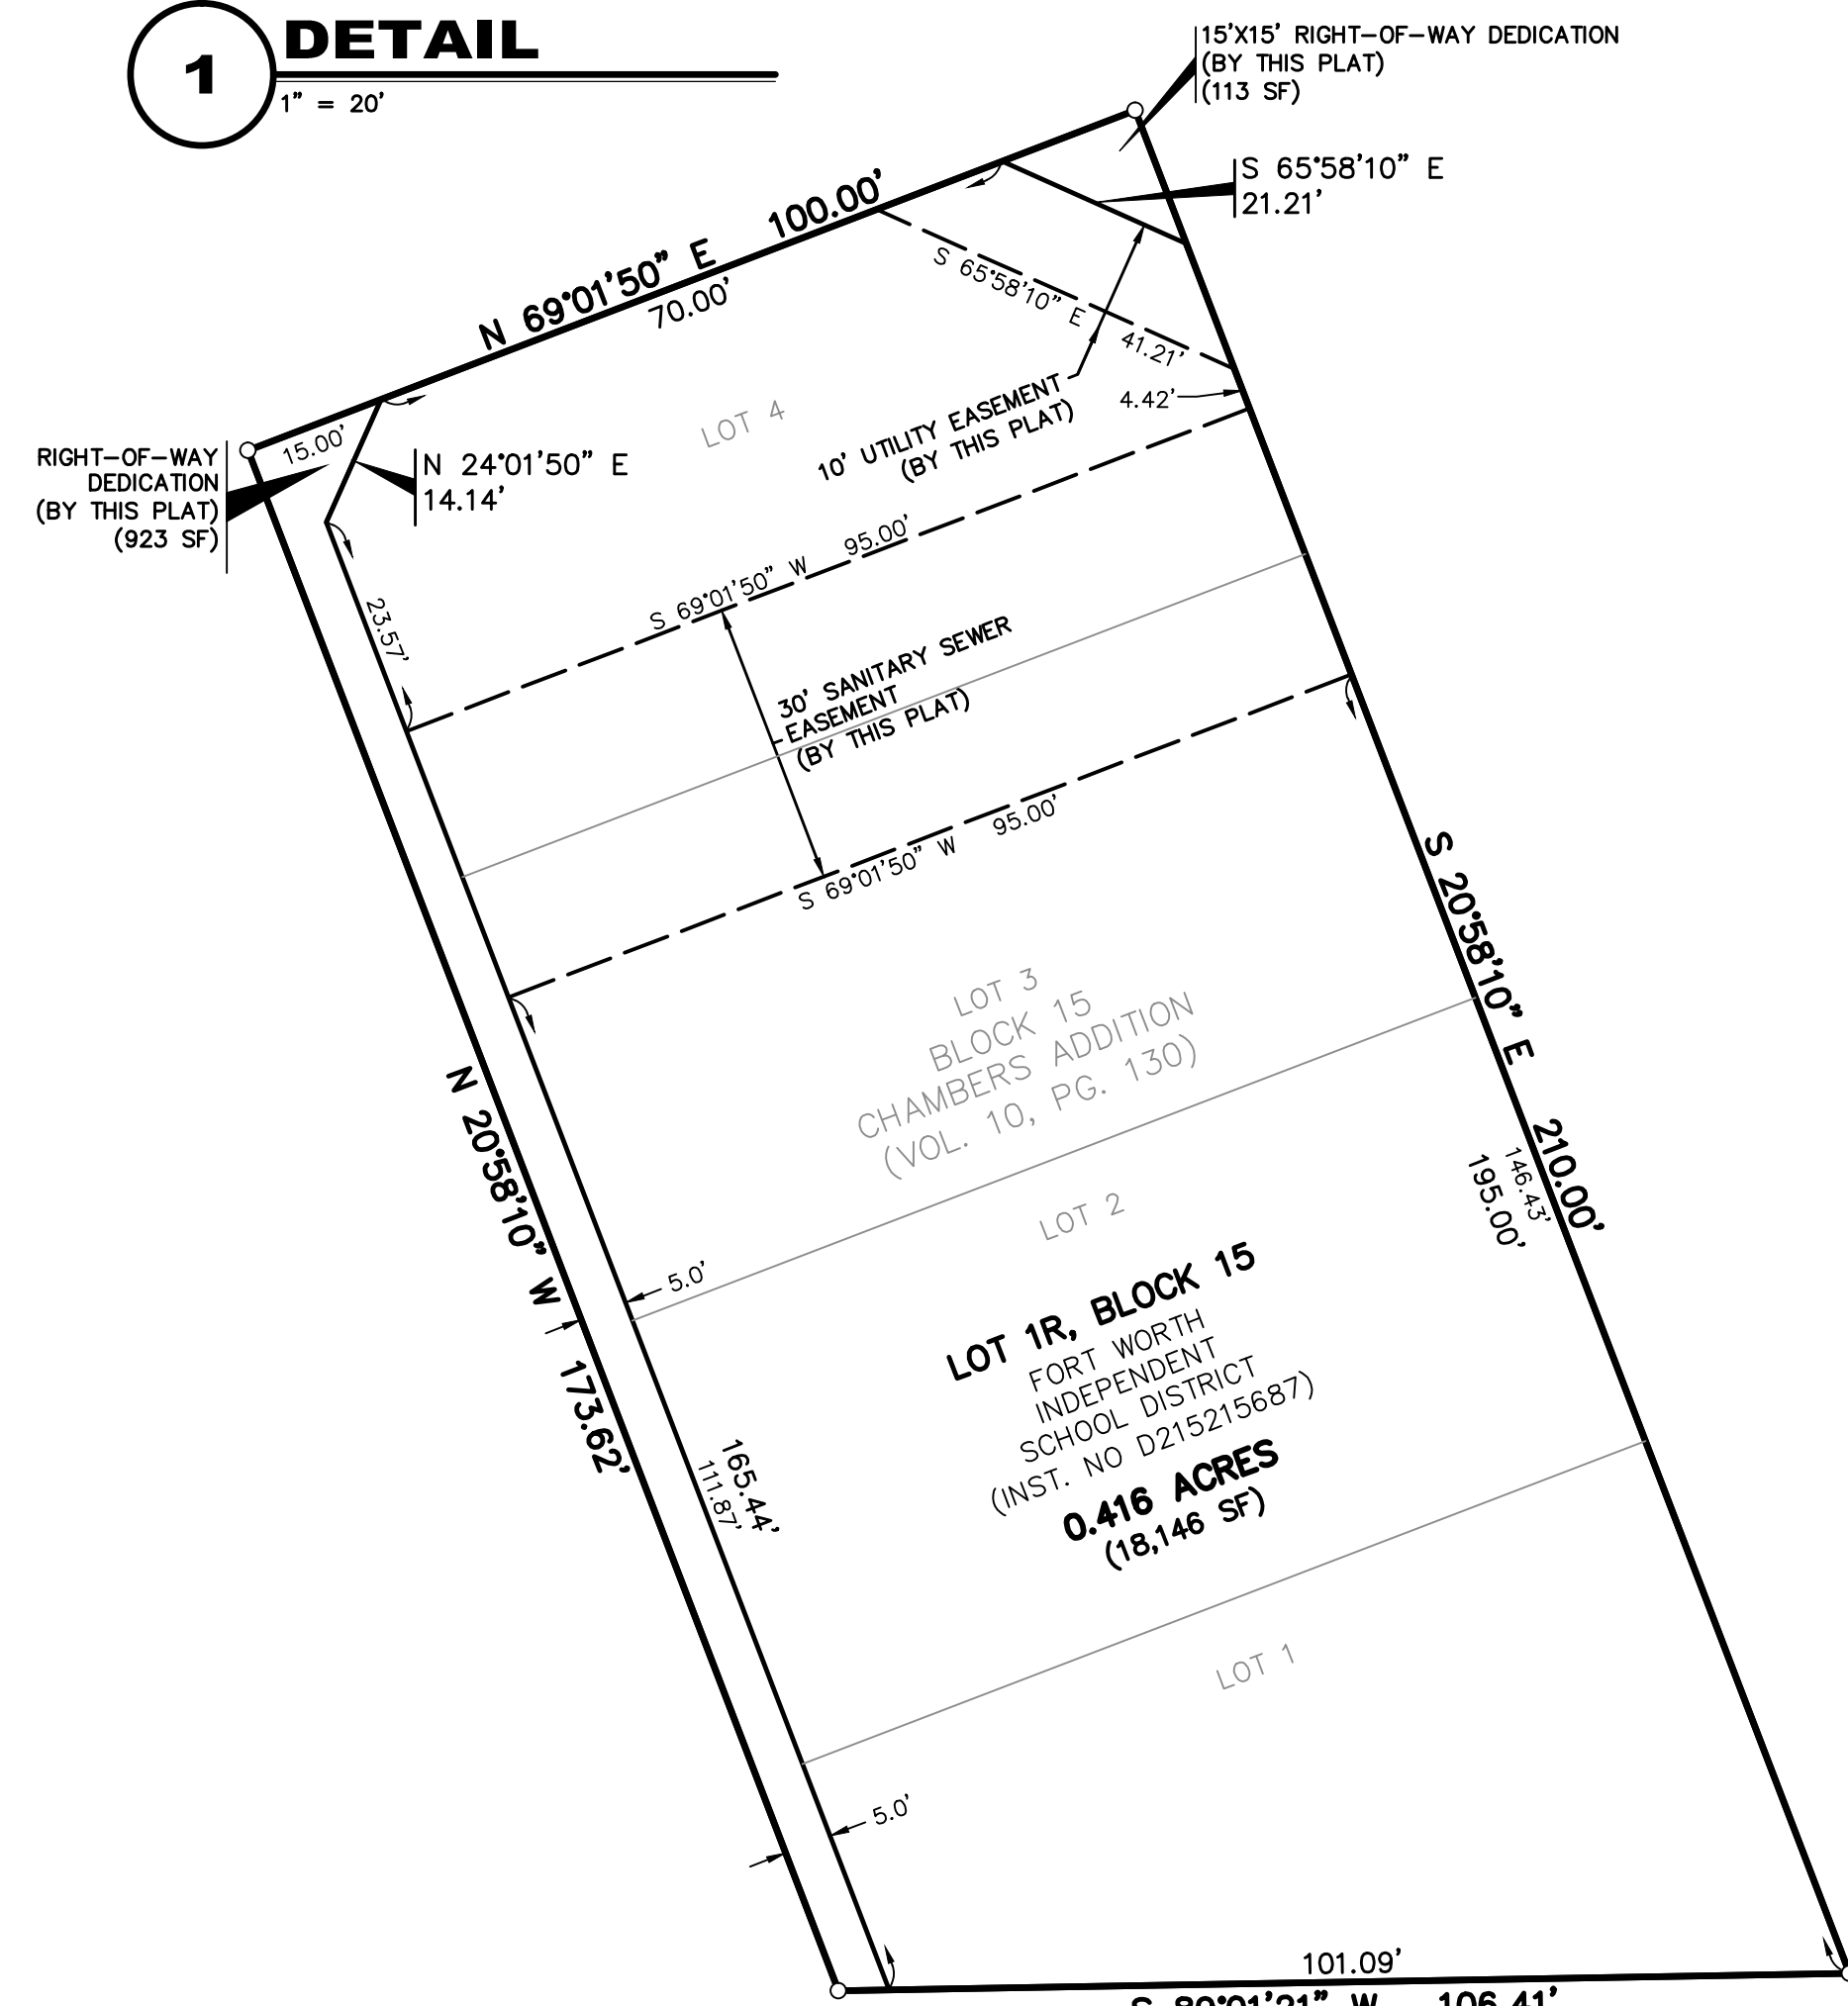 1
DETAIL
1" = 20'
15'X15' RIGHT-OF-WAY DEDICATION
(BY THIS PLAT)
(113 SF)
S 65°58'10" E
21.21'
N 69°01'50" E 100.00'
70.00'
S 65°58'10" E 41.21'
4.42'
10' UTILITY EASEMENT
(BY THIS PLAT)
LOT 4
15.00'
RIGHT-OF-WAY
DEDICATION
(BY THIS PLAT)
(923 SF)
N 24°01'50" E
14.14'
23.57'
S 69°01'50" W 95.00'
30' SANITARY SEWER
EASEMENT
(BY THIS PLAT)
S 69°01'50" W 95.00'
S 20°58'10" E 210.00'
146.43'
195.00'
LOT 3
BLOCK 15
CHAMBERS ADDITION
(VOL. 10, PG. 130)
N 20°58'10" W 173.62'
LOT 2
5.0'
LOT 1R, BLOCK 15
FORT WORTH
INDEPENDENT
SCHOOL DISTRICT
(INST. NO D215215687)
0.416 ACRES
(18,146 SF)
165.44'
111.87'
LOT 1
5.0'
101.09'
S 89°01'21" W 106.41'